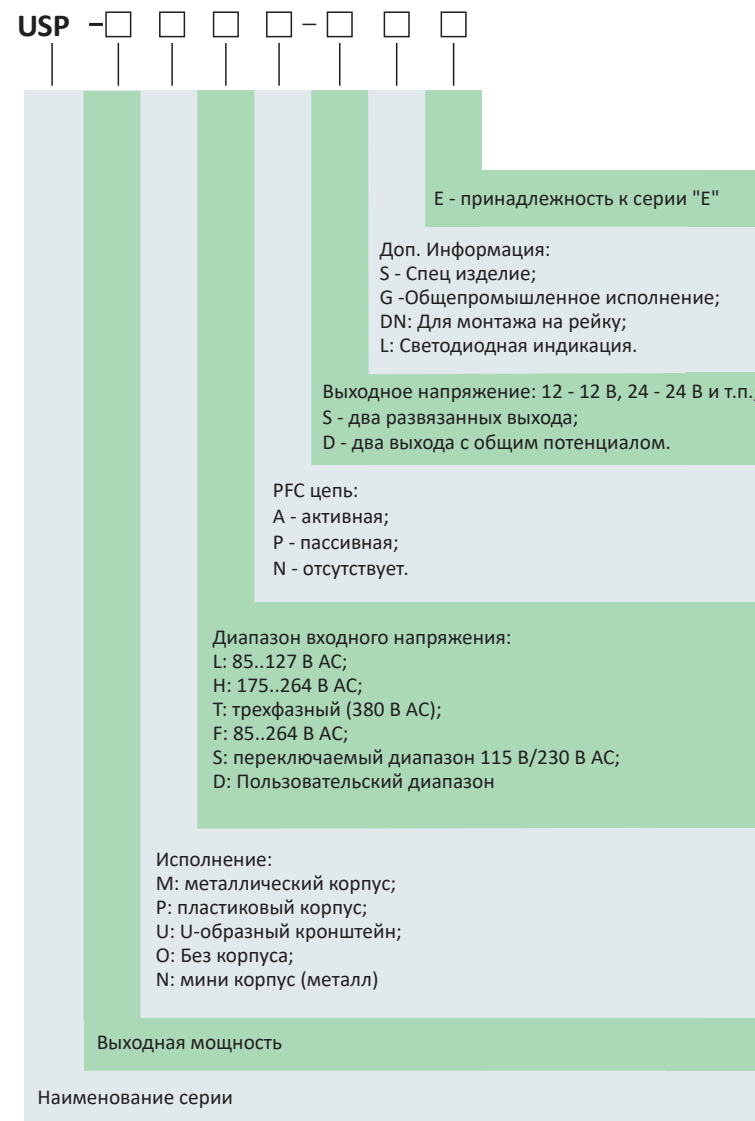 USP –□ □ □ □ – □ □ □
E - принадлежность к серии "E"
Доп. Информация:
S - Спец изделие;
G -Общепромышленное исполнение;
DN: Для монтажа на рейку;
L: Светодиодная индикация.
Выходное напряжение: 12 - 12 В, 24 - 24 В и т.п.,
S - два развязанных выхода;
D - два выхода с общим потенциалом.
PFC цепь:
A - активная;
P - пассивная;
N - отсутствует.
Диапазон входного напряжения:
L: 85..127 В AC;
H: 175..264 В AC;
T: трехфазный (380 В AC);
F: 85..264 В AC;
S: переключаемый диапазон 115 В/230 В AC;
D: Пользовательский диапазон
Исполнение:
M: металлический корпус;
P: пластиковый корпус;
U: U-образный кронштейн;
O: Без корпуса;
N: мини корпус (металл)
Выходная мощность
Наименование серии